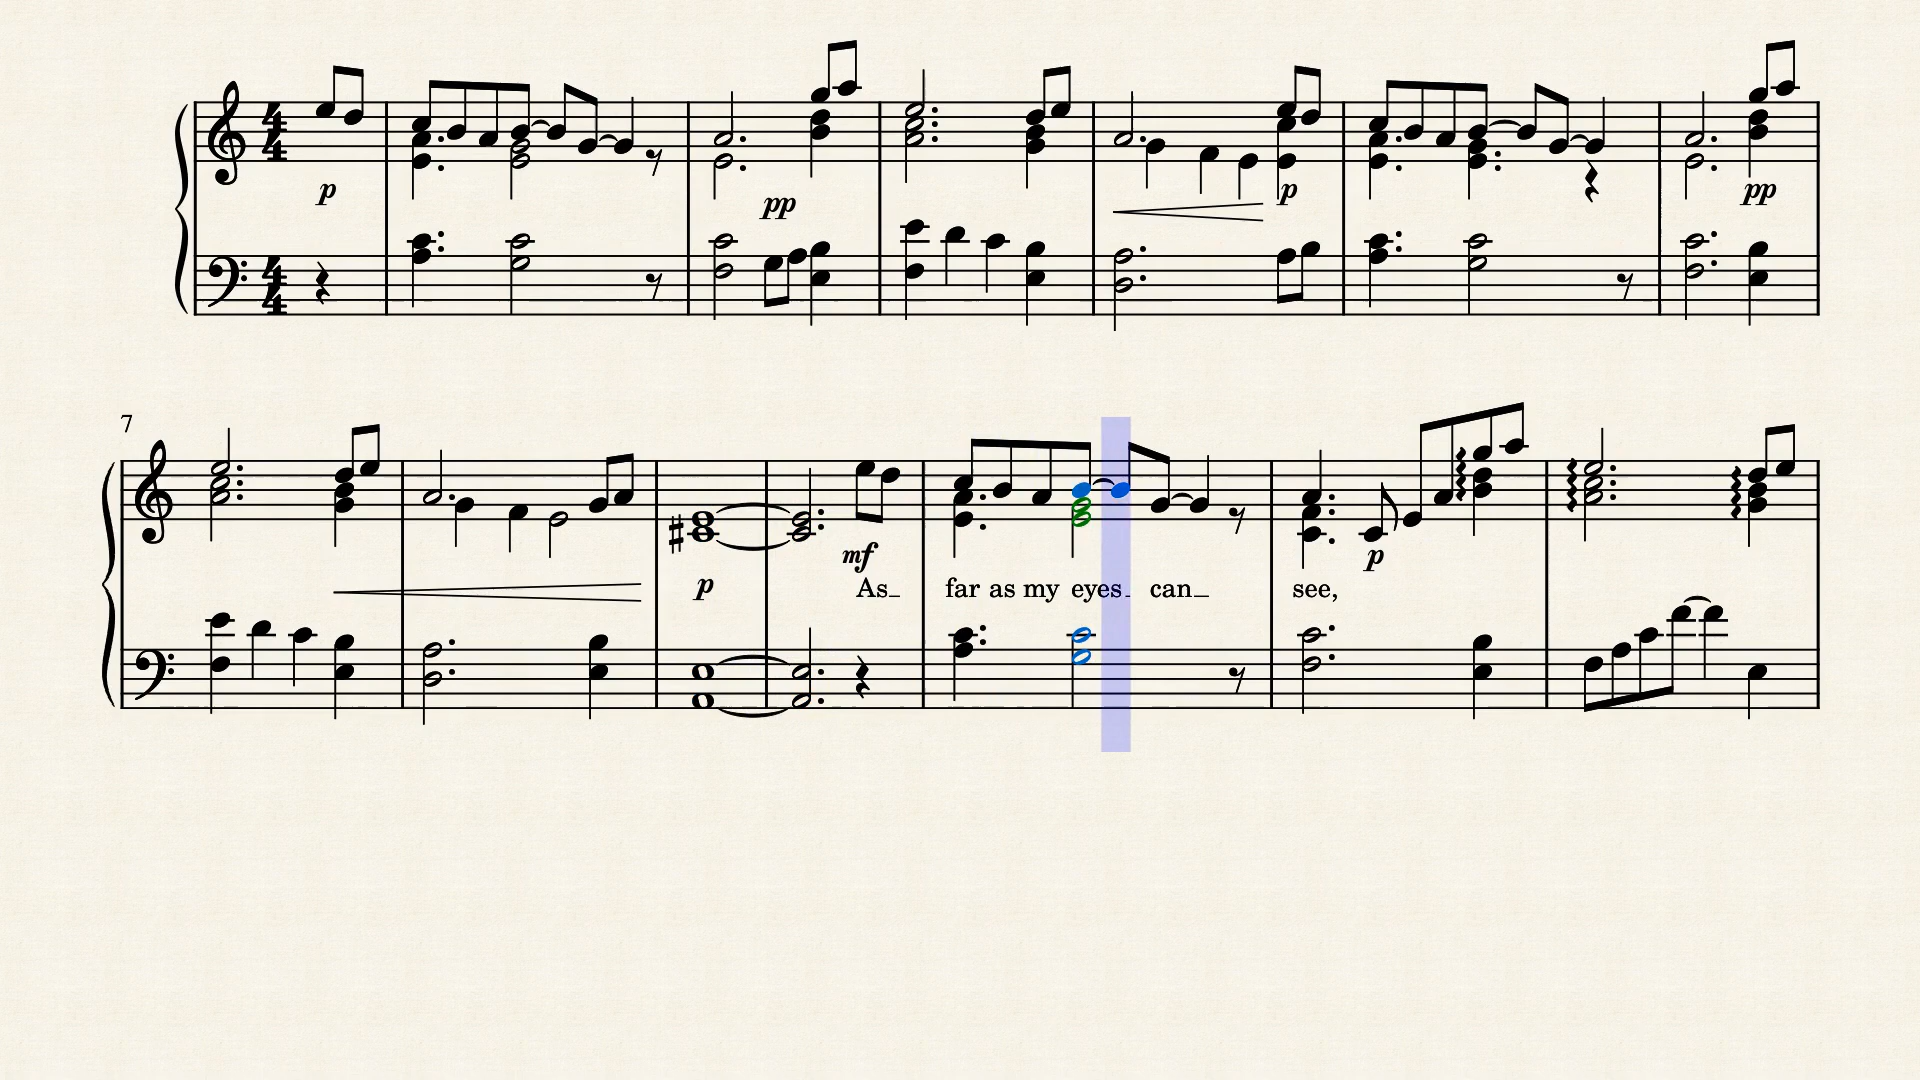 p pp p pp
7
p mf p
As_ far as my eyes_ can_ see,